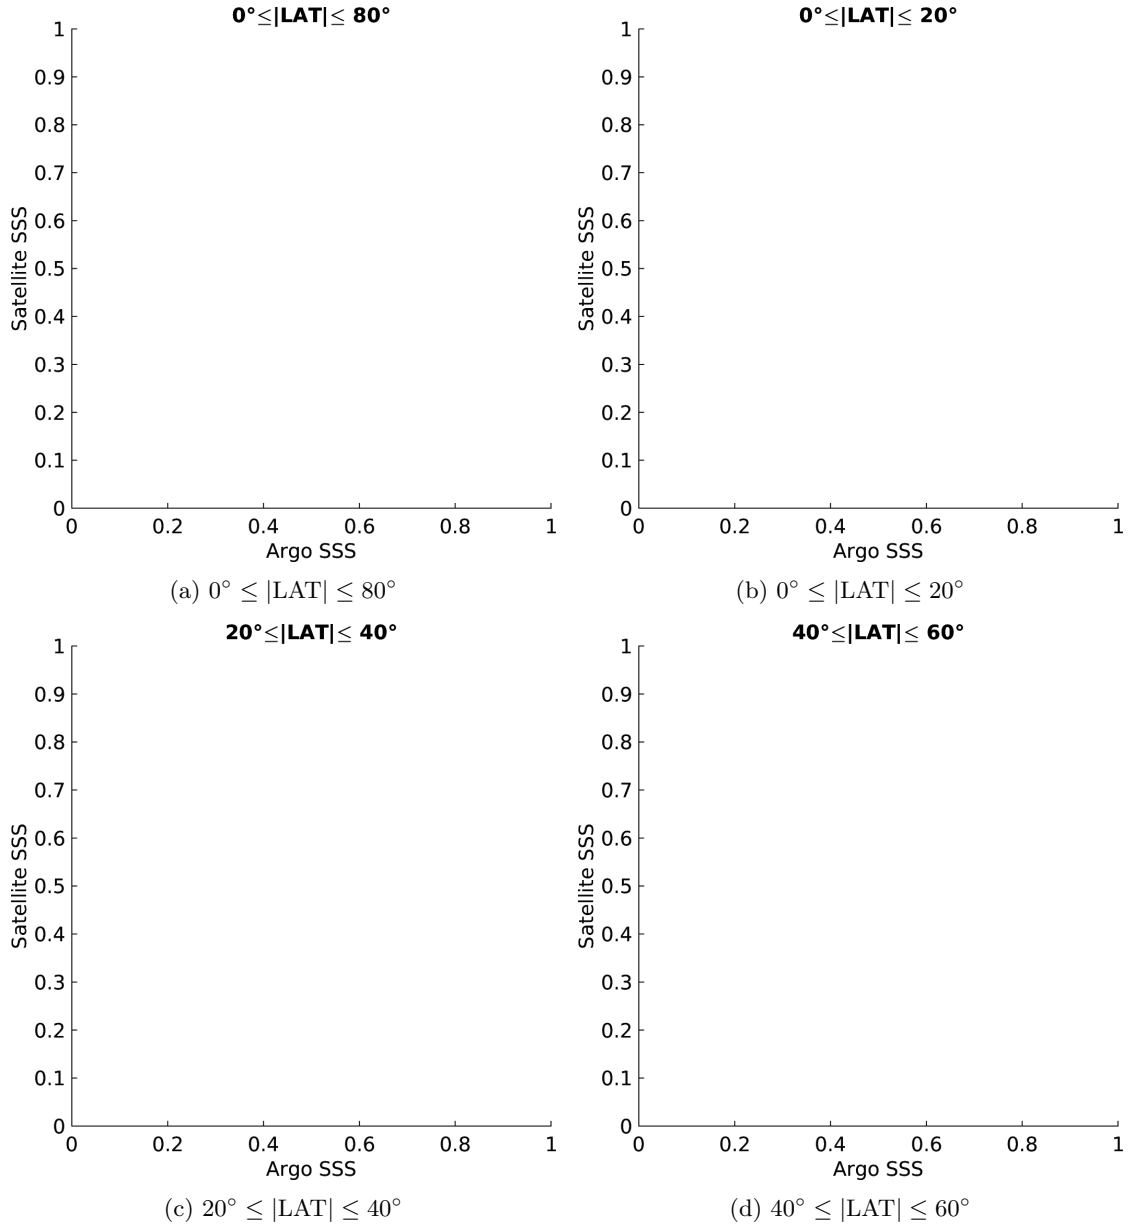 0°≤|LAT|≤ 80°
1
0.9
0.8
0.7
0.6
0.5
0.4
0.3
0.2
0.1
0
Satellite SSS
0 0.2 0.4 0.6 0.8 1
Argo SSS
(a) 0° ≤ |LAT| ≤ 80°
0°≤|LAT|≤ 20°
1
0.9
0.8
0.7
0.6
0.5
0.4
0.3
0.2
0.1
0
Satellite SSS
0 0.2 0.4 0.6 0.8 1
Argo SSS
(b) 0° ≤ |LAT| ≤ 20°
20°≤|LAT|≤ 40°
1
0.9
0.8
0.7
0.6
0.5
0.4
0.3
0.2
0.1
0
Satellite SSS
0 0.2 0.4 0.6 0.8 1
Argo SSS
(c) 20° ≤ |LAT| ≤ 40°
40°≤|LAT|≤ 60°
1
0.9
0.8
0.7
0.6
0.5
0.4
0.3
0.2
0.1
0
Satellite SSS
0 0.2 0.4 0.6 0.8 1
Argo SSS
(d) 40° ≤ |LAT| ≤ 60°